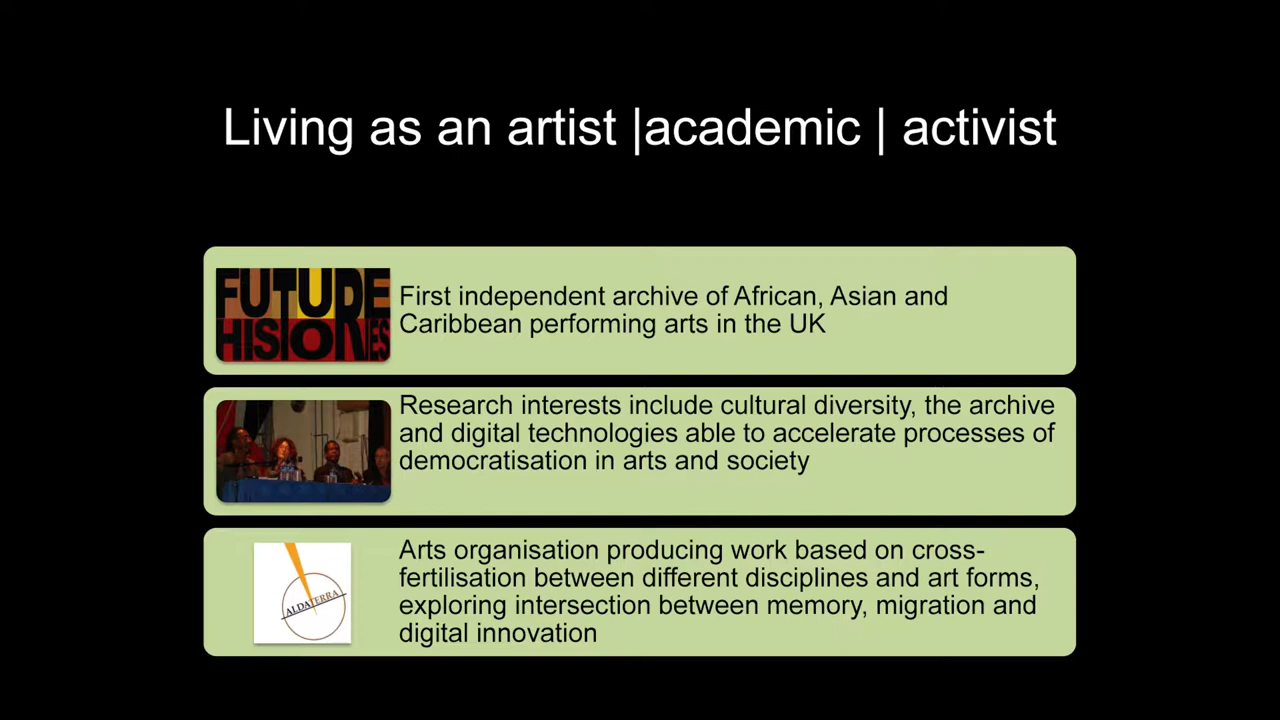 Living as an artist |academic | activist
FUTURE
HISTORIES
First independent archive of African, Asian and
Caribbean performing arts in the UK
Research interests include cultural diversity, the archive
and digital technologies able to accelerate processes of
democratisation in arts and society
ALDATERRA
Arts organisation producing work based on cross-
fertilisation between different disciplines and art forms,
exploring intersection between memory, migration and
digital innovation